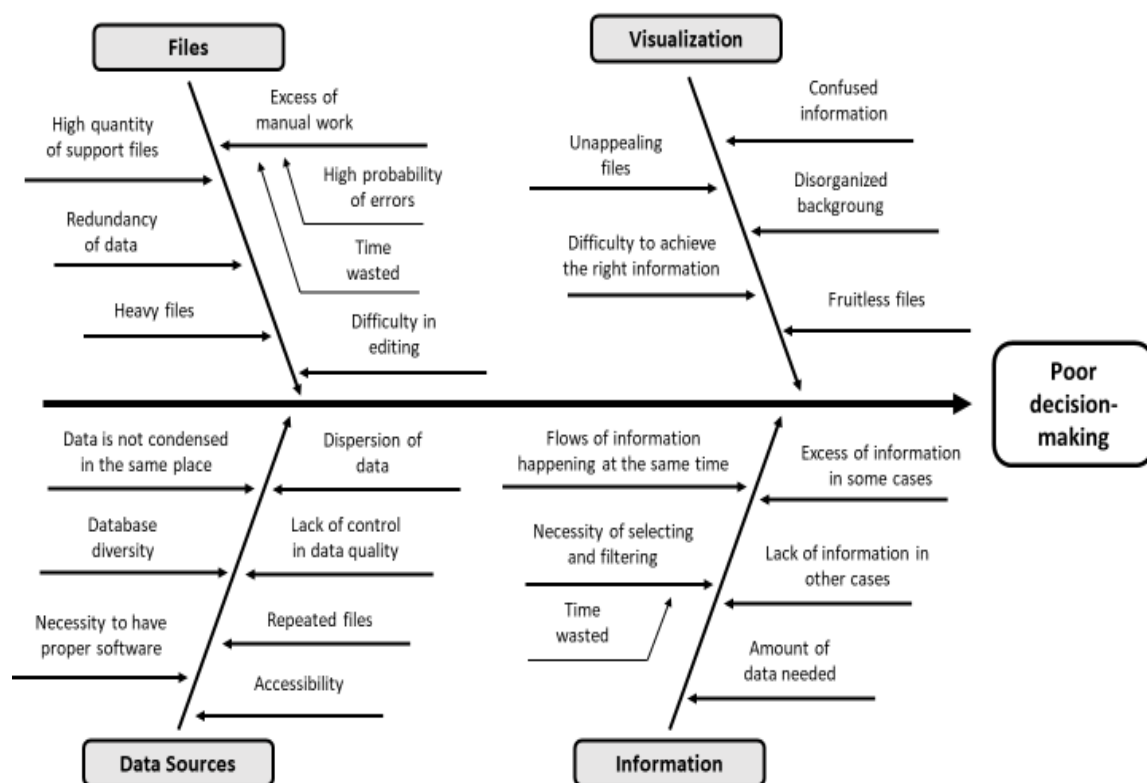 Files
Excess of
manual work
High quantity
of support files
High probability
of errors
Redundancy
of data
Time
wasted
Heavy files
Difficulty in
editing
Visualization
Confused
information
Unappealing
files
Disorganized
backgroung
Difficulty to achieve
the right information
Fruitless files
Poor
decision-
making
Data is not condensed
in the same place
Dispersion of
data
Database
diversity
Lack of control
in data quality
Necessity to have
proper software
Repeated files
Accessibility
Data Sources
Flows of information
happening at the same time
Excess of information
in some cases
Necessity of selecting
and filtering
Lack of information in
other cases
Time
wasted
Amount of
data needed
Information